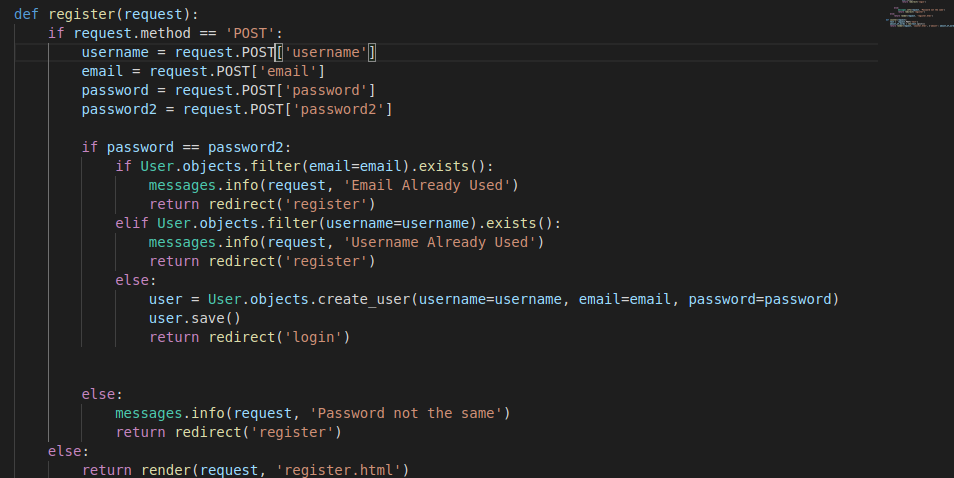 def register(request):
    if request.method == 'POST':
        username = request.POST['username']
        email = request.POST['email']
        password = request.POST['password']
        password2 = request.POST['password2']

        if password == password2:
            if User.objects.filter(email=email).exists():
                messages.info(request, 'Email Already Used')
                return redirect('register')
            elif User.objects.filter(username=username).exists():
                messages.info(request, 'Username Already Used')
                return redirect('register')
            else:
                user = User.objects.create_user(username=username, email=email, password=password)
                user.save()
                return redirect('login')


        else:
            messages.info(request, 'Password not the same')
            return redirect('register')
    else:
        return render(request, 'register.html')